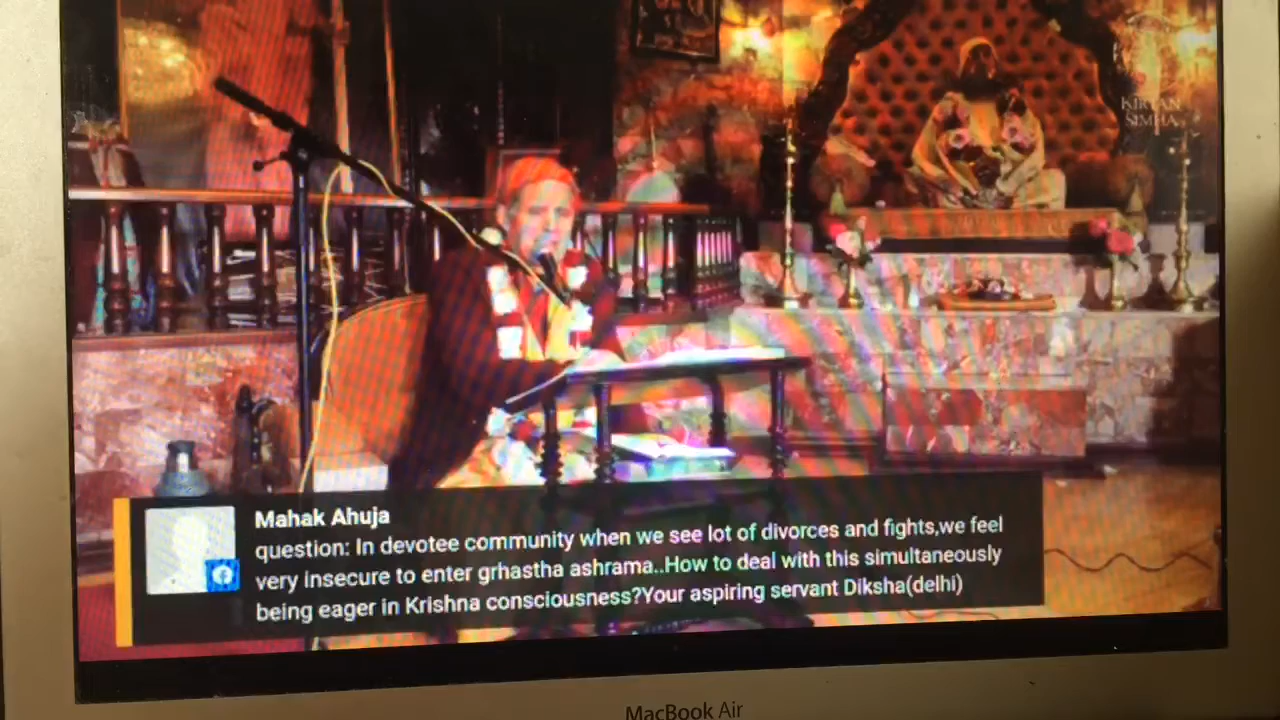 KIRTAN
SIMHA
Mahak Ahuja
question: In devotee community when we see lot of divorces and fights,we feel
very insecure to enter grhastha ashrama..How to deal with this simultaneously
being eager in Krishna consciousness?Your aspiring servant Diksha(delhi)
MacBook Air